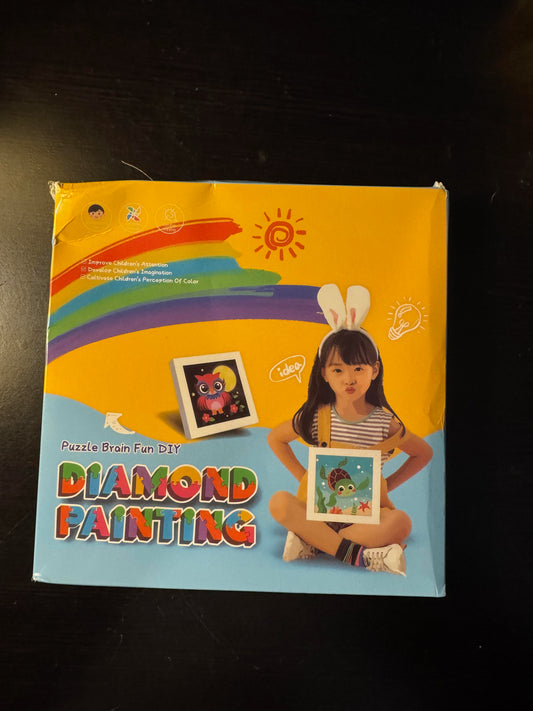 Improve Children's Attention
Develop Children's Imagination
Cultivate Children's Perception Of Color
idea
Puzzle Brain Fun DIY
DIAMOND
PAINTING